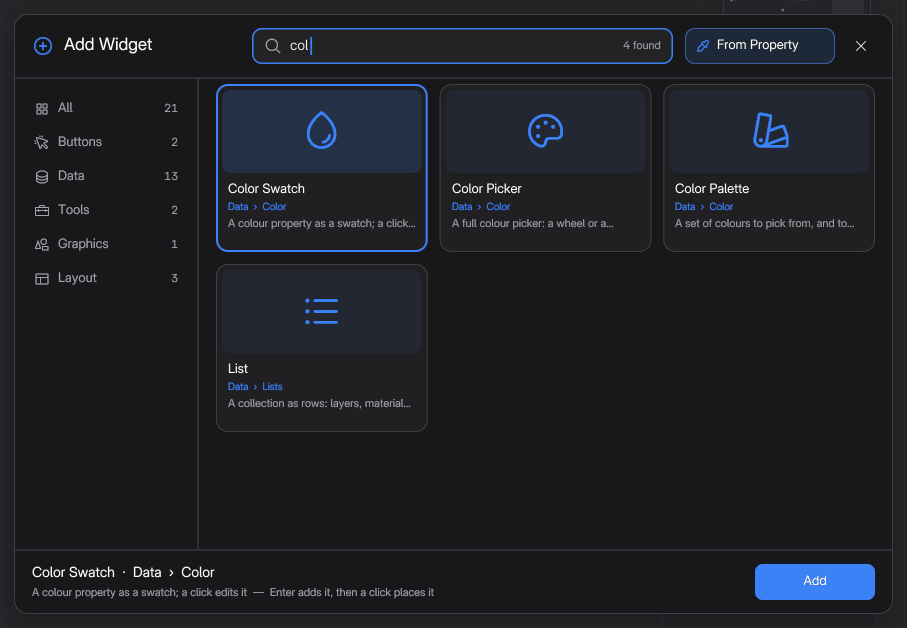 Add Widget
col
4 found
From Property
All 21
Buttons 2
Data 13
Tools 2
Graphics 1
Layout 3
Color Swatch
Data › Color
A colour property as a swatch; a click...
Color Picker
Data › Color
A full colour picker: a wheel or a...
Color Palette
Data › Color
A set of colours to pick from, and to...
List
Data › Lists
A collection as rows: layers, material...
Color Swatch · Data › Color
A colour property as a swatch; a click edits it — Enter adds it, then a click places it
Add